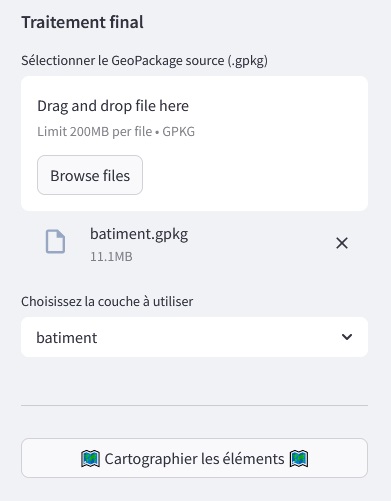 Traitement final
Sélectionner le GeoPackage source (.gpkg)
Drag and drop file here
Limit 200MB per file • GPKG
Browse files
batiment.gpkg
11.1MB
Choisissez la couche à utiliser
batiment
Cartographier les éléments